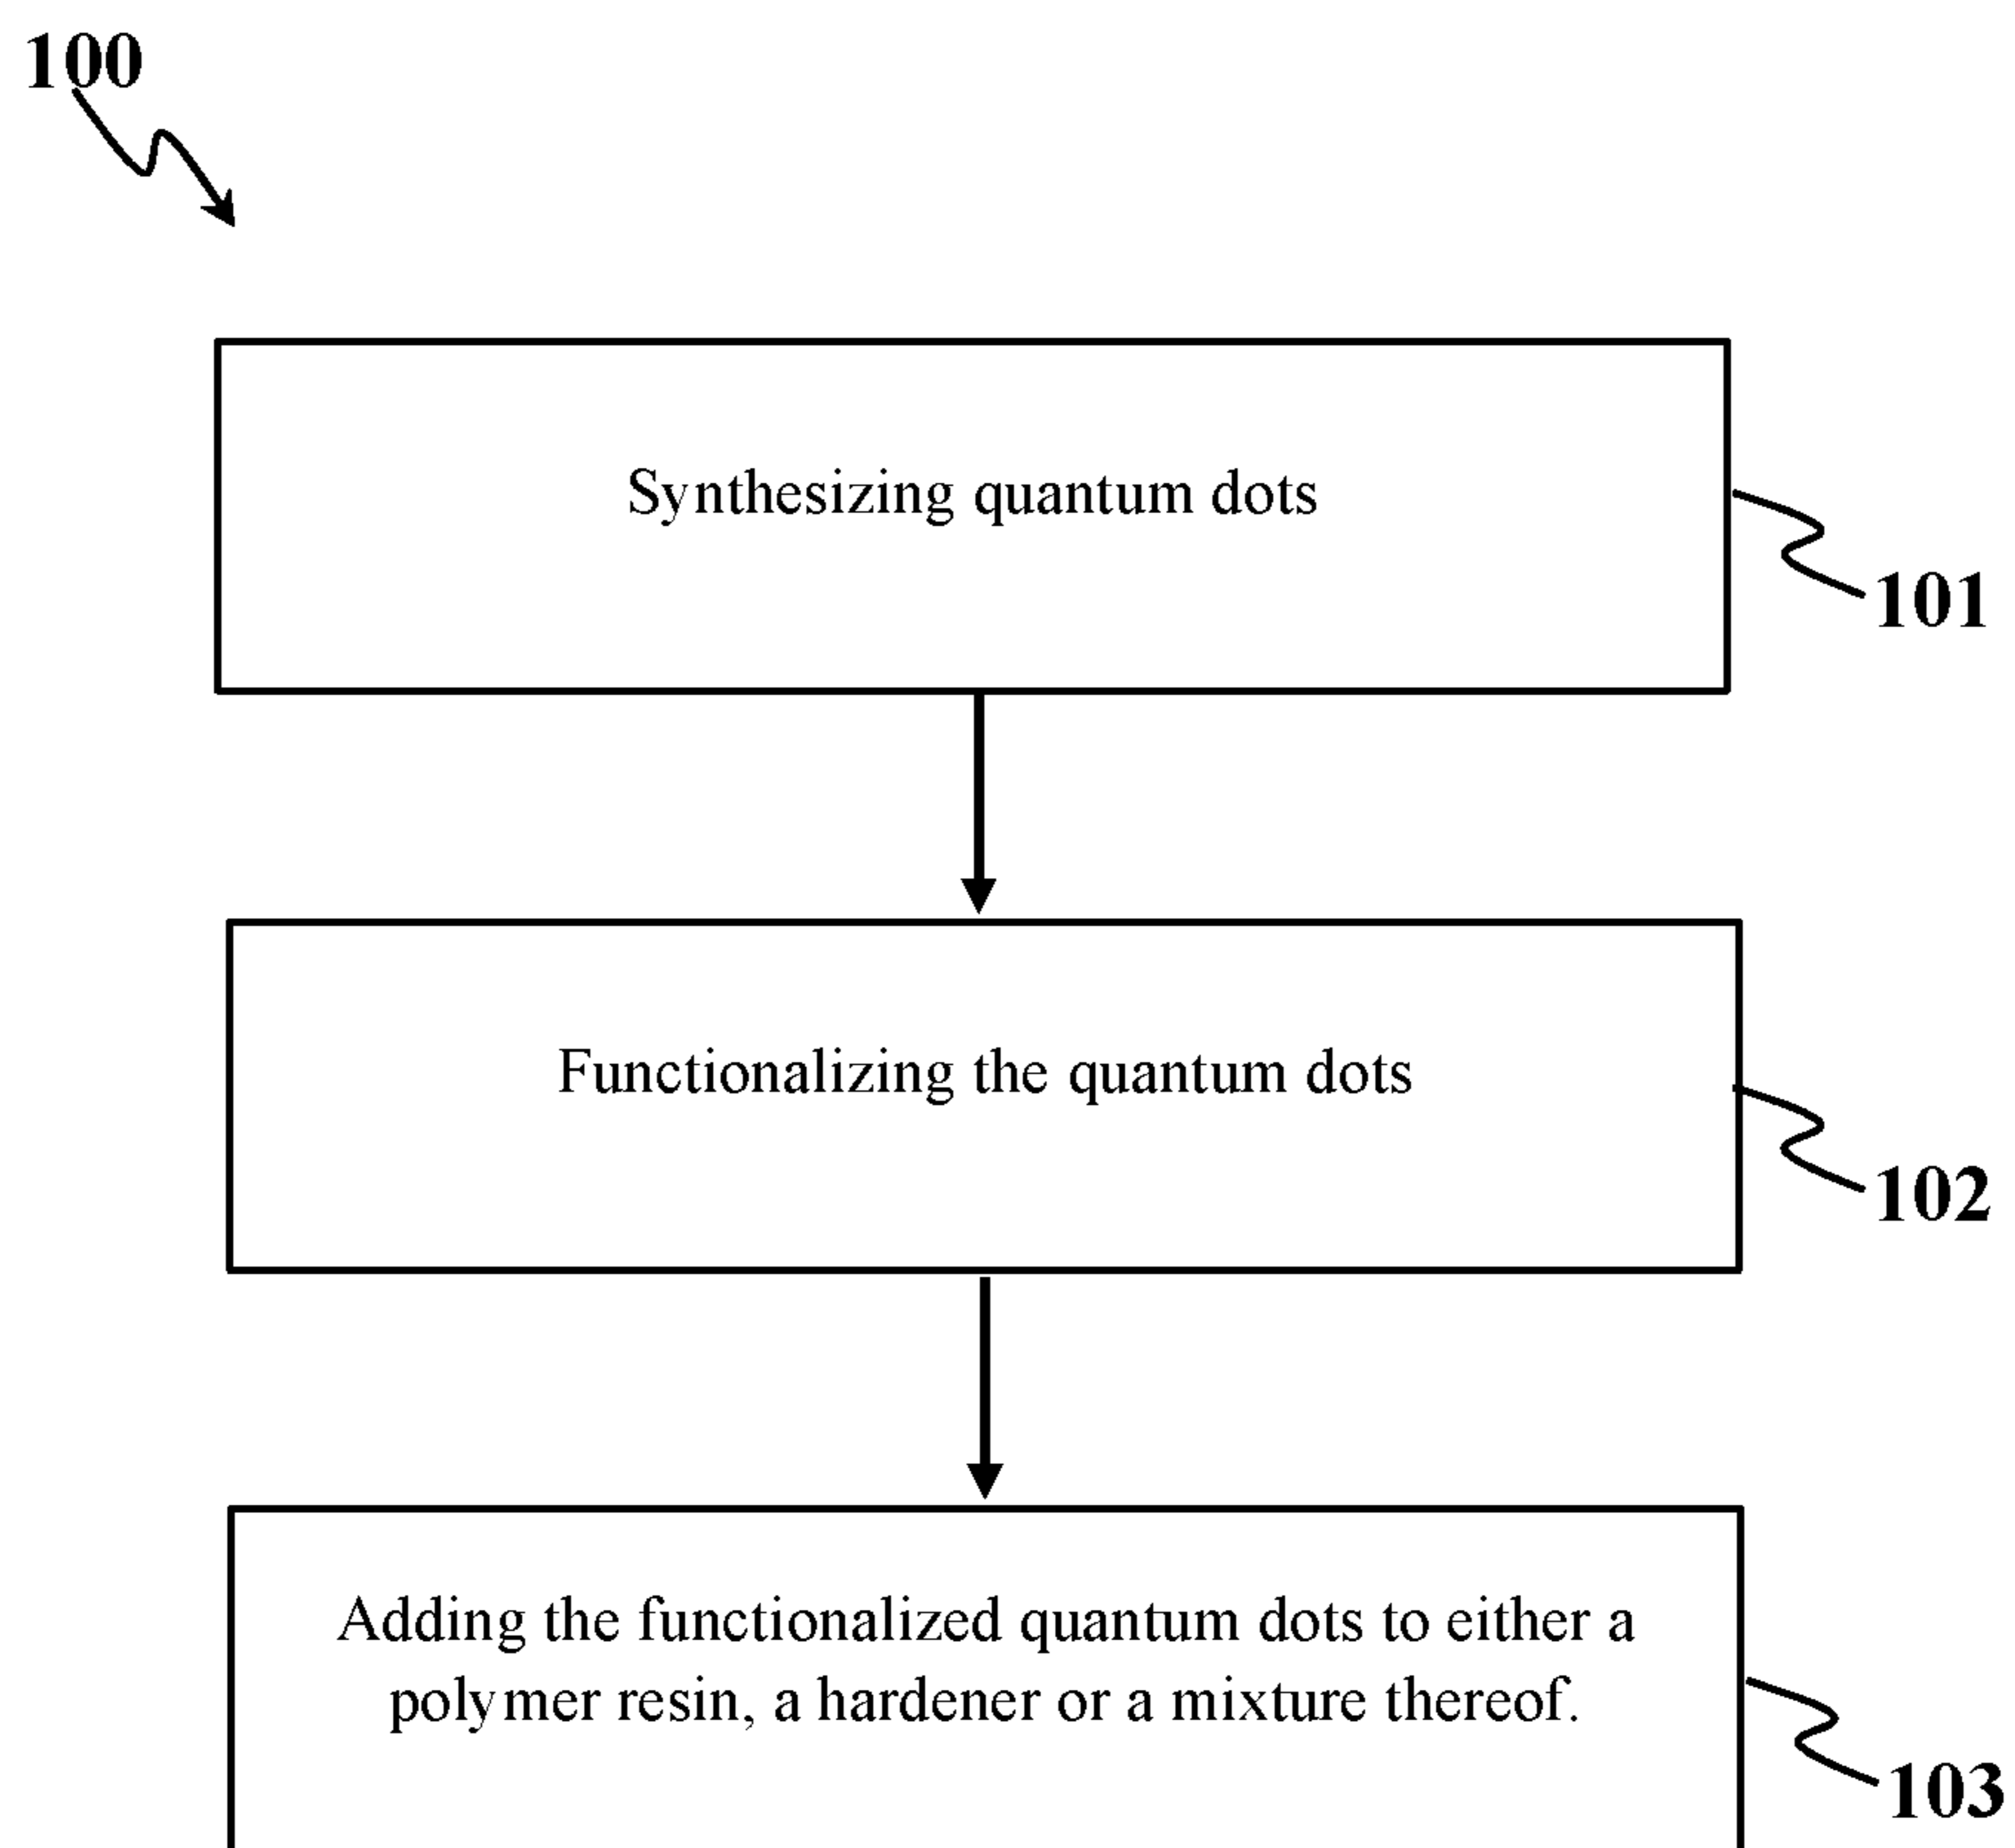 100
Synthesizing quantum dots
101
Functionalizing the quantum dots
102
Adding the functionalized quantum dots to either a
polymer resin, a hardener or a mixture thereof.
103